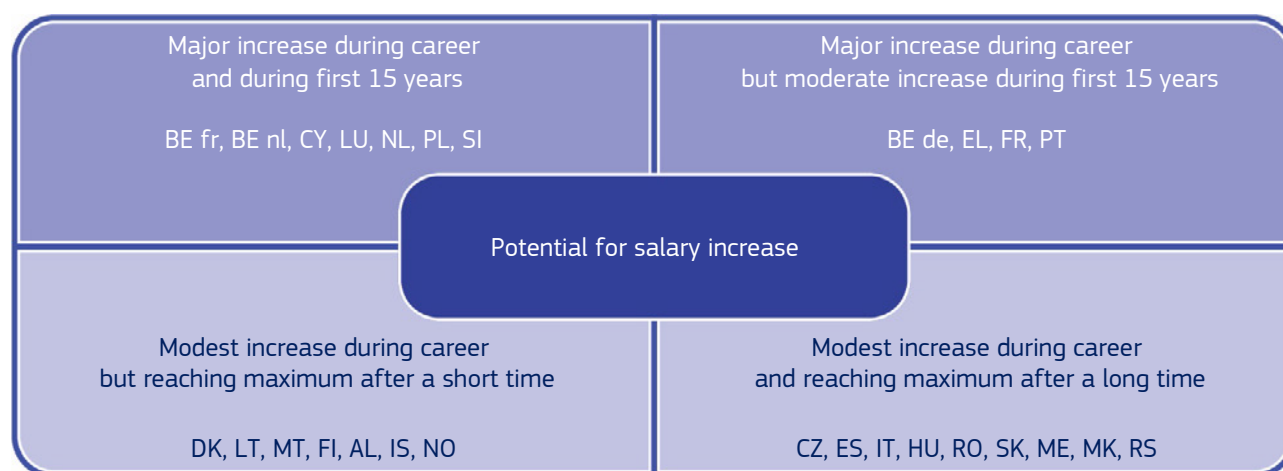 Major increase during career
and during first 15 years
BE fr, BE nl, CY, LU, NL, PL, SI
Major increase during career
but moderate increase during first 15 years
BE de, EL, FR, PT
Potential for salary increase
Modest increase during career
but reaching maximum after a short time
DK, LT, MT, FI, AL, IS, NO
Modest increase during career
and reaching maximum after a long time
CZ, ES, IT, HU, RO, SK, ME, MK, RS